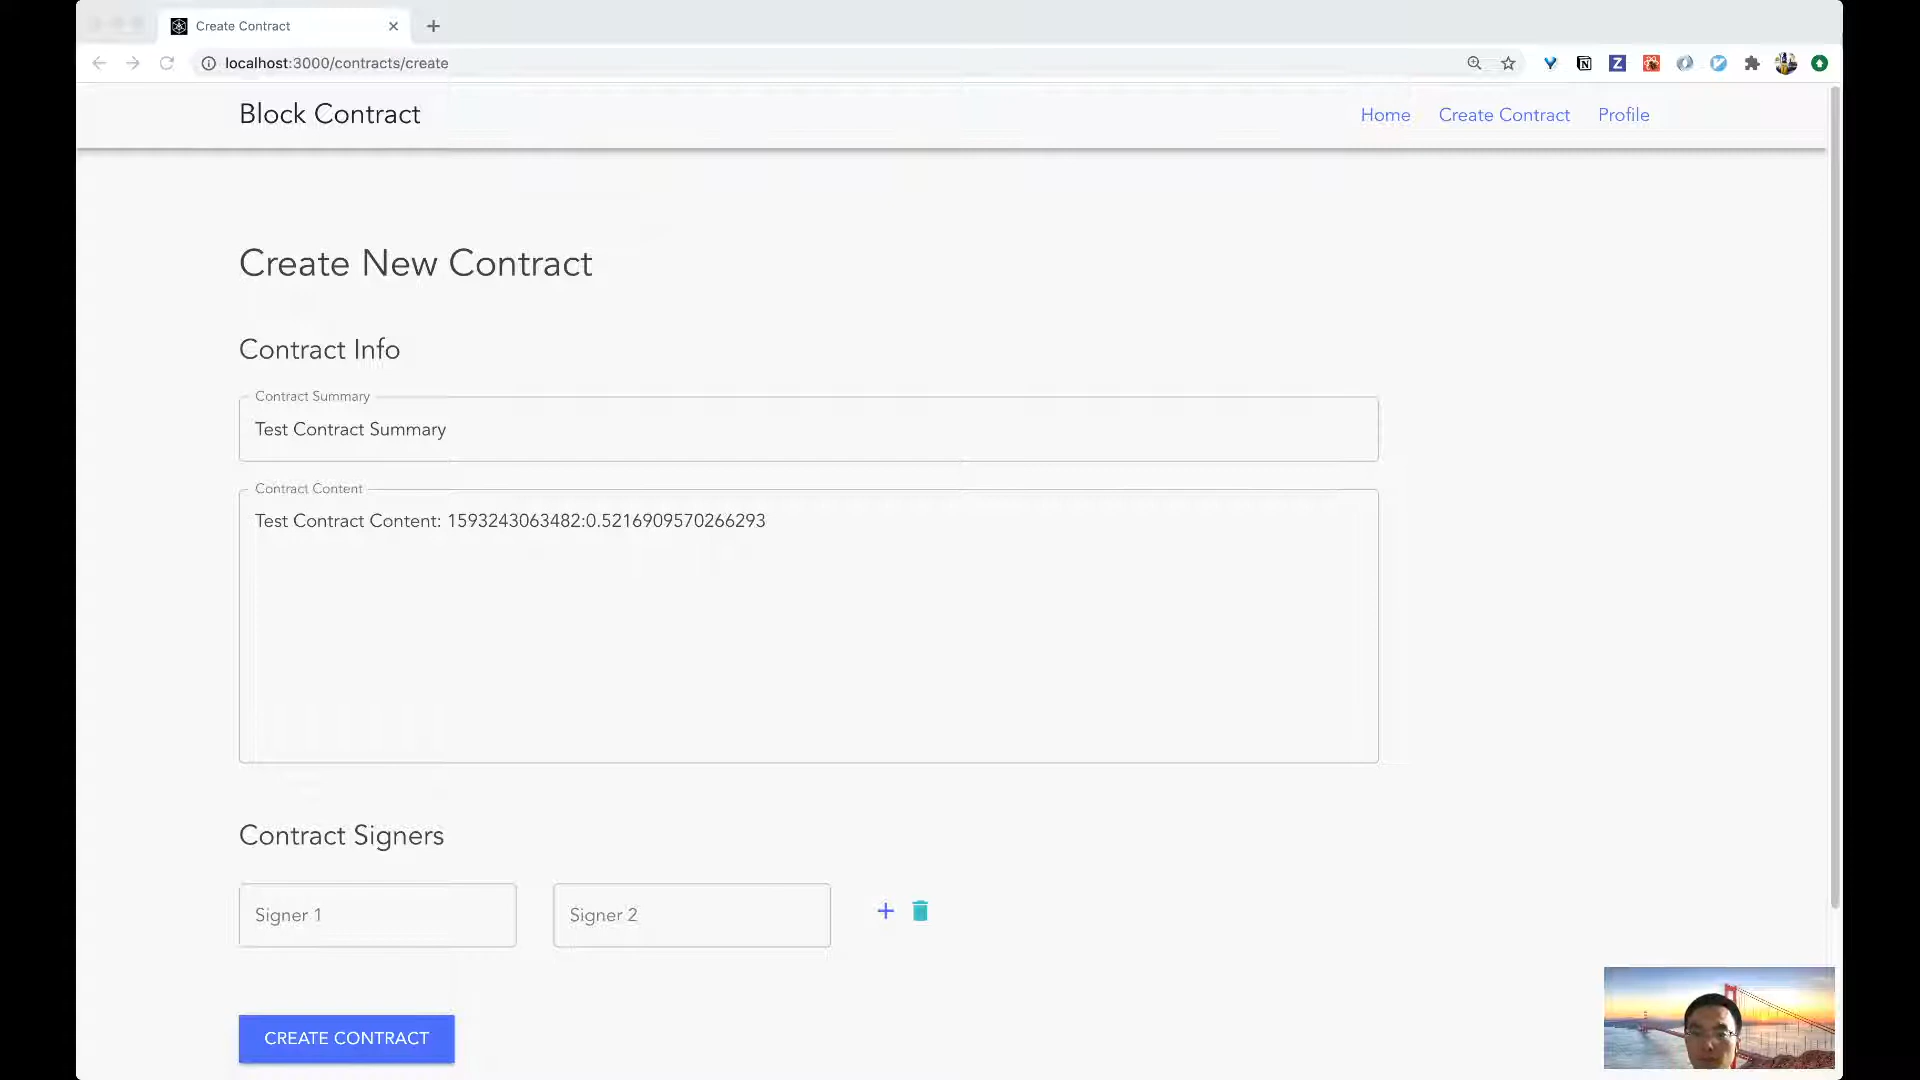 Create Contract
localhost:3000/contracts/create
Block Contract
Home
Create Contract
Profile
Create New Contract
Contract Info
Contract Summary
Test Contract Summary
Contract Content
Test Contract Content: 1593243063482:0.5216909570266293
Contract Signers
Signer 1
Signer 2
CREATE CONTRACT